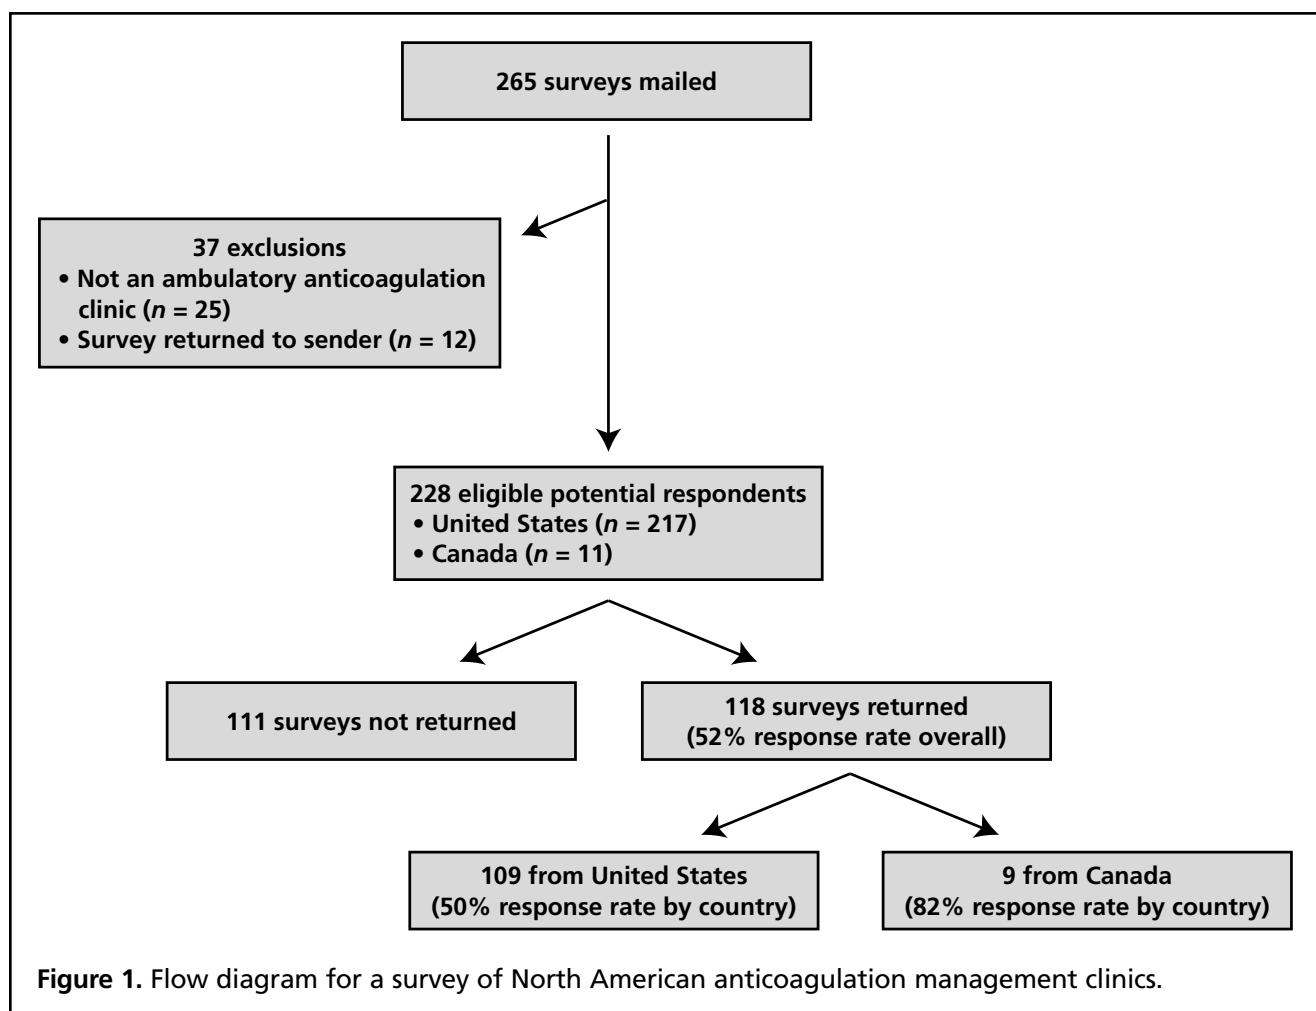 265 surveys mailed
37 exclusions
• Not an ambulatory anticoagulation
clinic (n = 25)
• Survey returned to sender (n = 12)
228 eligible potential respondents
• United States (n = 217)
• Canada (n = 11)
111 surveys not returned
118 surveys returned
(52% response rate overall)
109 from United States
(50% response rate by country)
9 from Canada
(82% response rate by country)
Figure 1. Flow diagram for a survey of North American anticoagulation management clinics.